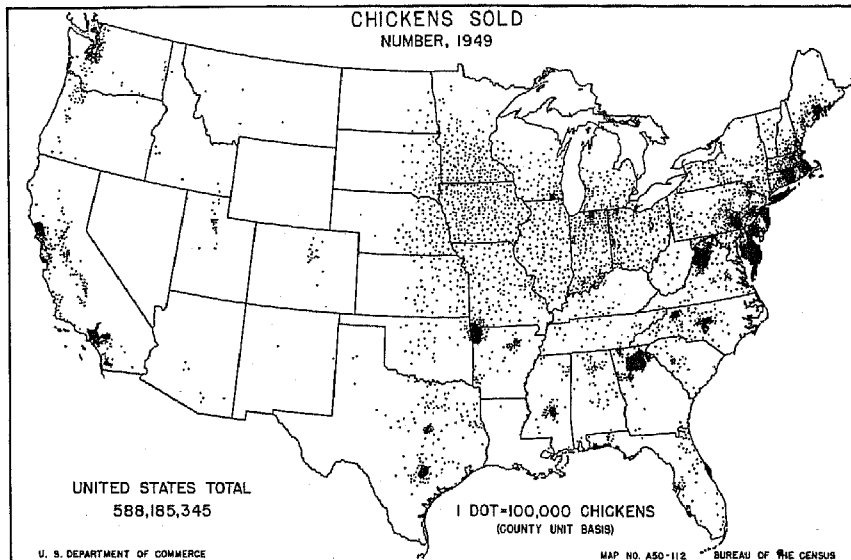 CHICKENS SOLD
NUMBER, 1949
UNITED STATES TOTAL
588,185,345
1 DOT=100,000 CHICKENS
(COUNTY UNIT BASIS)
U. S. DEPARTMENT OF COMMERCE
MAP NO. A50-112 BUREAU OF THE CENSUS